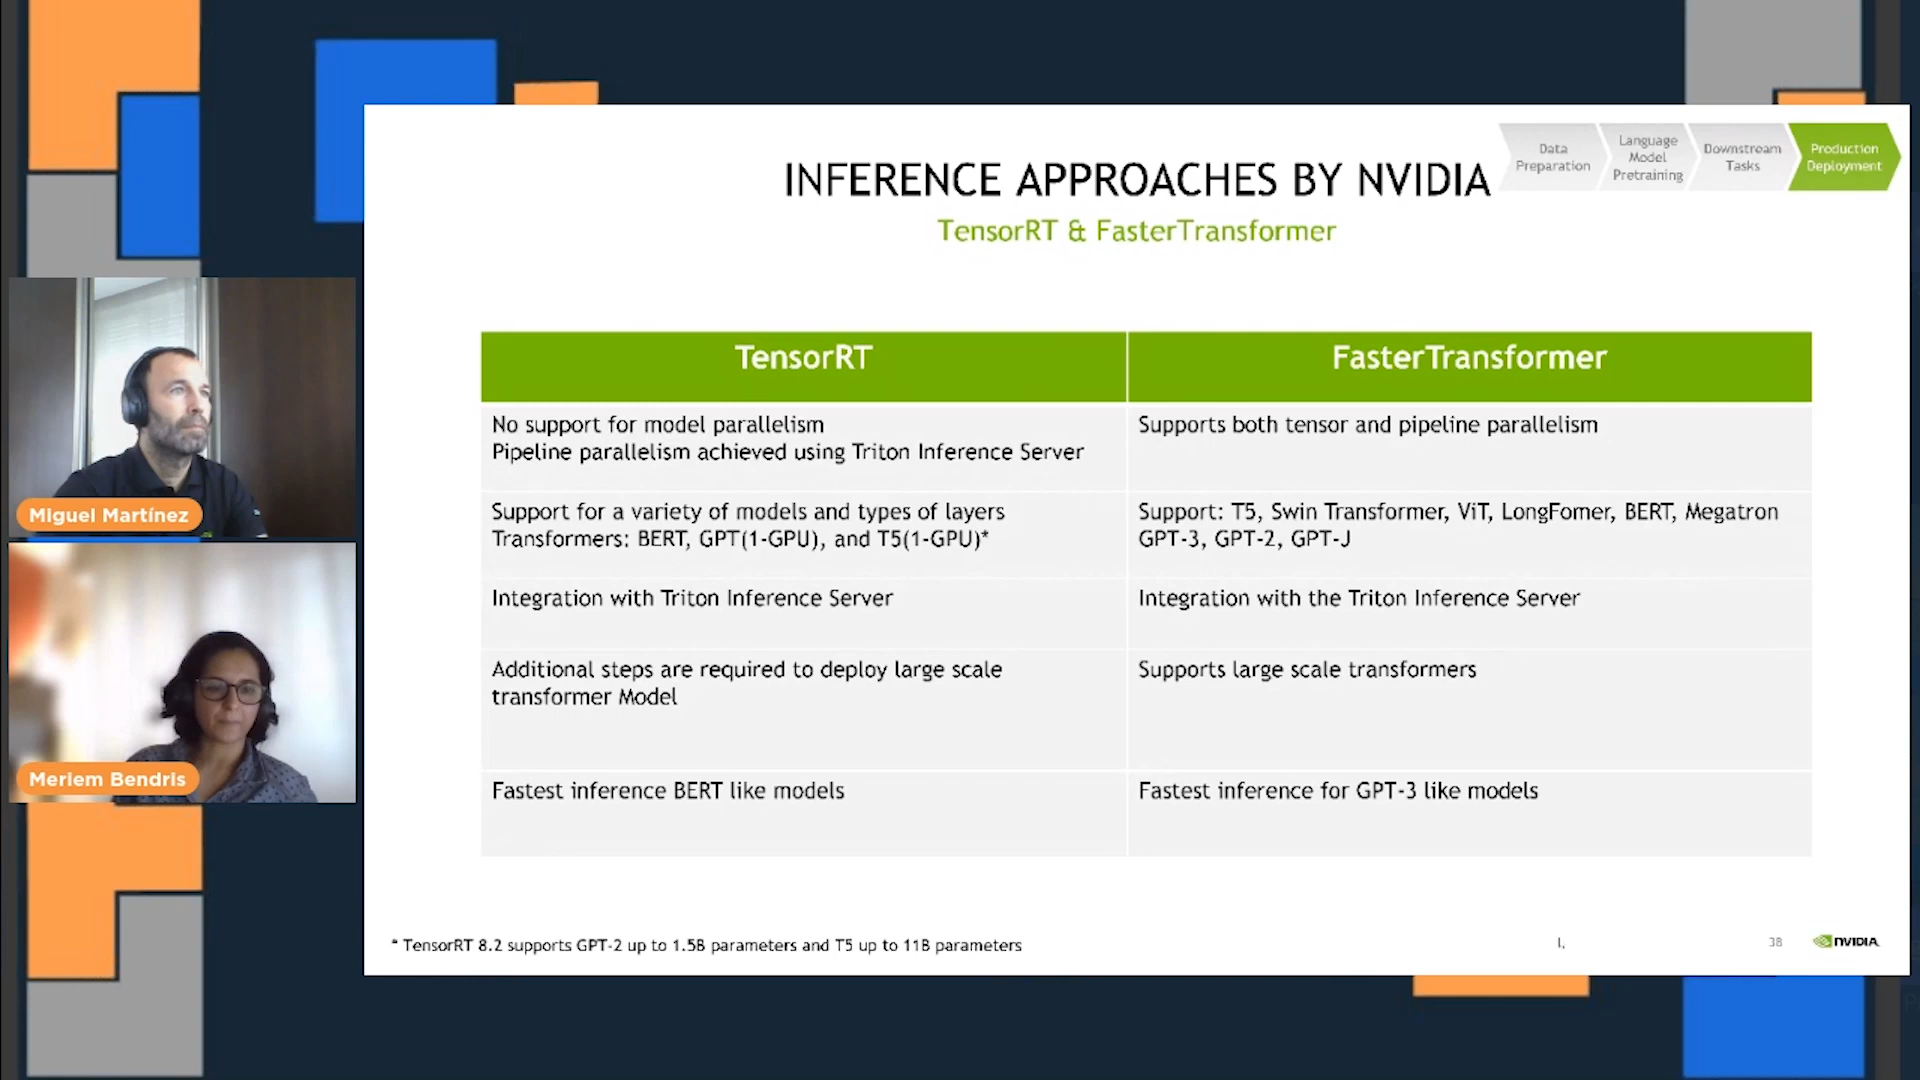 INFERENCE APPROACHES BY NVIDIA
TensorRT & FasterTransformer
Data
Preparation
Language
Model
Pretraining
Downstream
Tasks
Production
Deployment
TensorRT
FasterTransformer
No support for model parallelism
Pipeline parallelism achieved using Triton Inference Server
Supports both tensor and pipeline parallelism
Support for a variety of models and types of layers
Transformers: BERT, GPT(1-GPU), and T5(1-GPU)*
Support: T5, Swin Transformer, ViT, LongFomer, BERT, Megatron
GPT-3, GPT-2, GPT-J
Integration with Triton Inference Server
Integration with the Triton Inference Server
Additional steps are required to deploy large scale
transformer Model
Supports large scale transformers
Fastest inference BERT like models
Fastest inference for GPT-3 like models
* TensorRT 8.2 supports GPT-2 up to 1.5B parameters and T5 up to 11B parameters
38
NVIDIA.
Miguel Martínez
Meriem Bendris